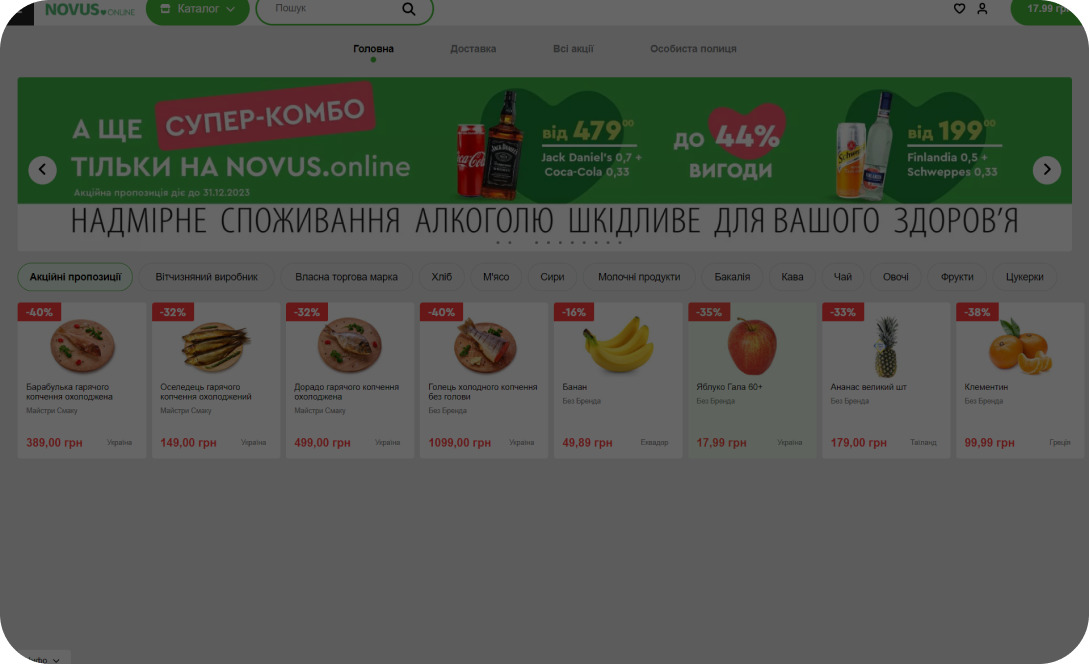 NOVUS ONLINE
Каталог
Пошук
17.99 грн
Головна
Доставка
Всі акції
Особиста полиця
А ЩЕ СУПЕР-КОМБО
ТІЛЬКИ НА NOVUS.online
Акційна пропозиція діє до 31.12.2023
Coca-Cola
JACK DANIEL'S
від 479⁰⁰
Jack Daniel's 0,7 +
Coca-Cola 0,33
ДО 44%
ВИГОДИ
Schweppes
від 199⁰⁰
Finlandia 0,5 +
Schweppes 0,33
НАДМІРНЕ СПОЖИВАННЯ АЛКОГОЛЮ ШКІДЛИВЕ ДЛЯ ВАШОГО ЗДОРОВ'Я
Акційні пропозиції
Вітчизняний виробник
Власна торгова марка
Хліб
М'ясо
Сири
Молочні продукти
Бакалія
Кава
Чай
Овочі
Фрукти
Цукерки
-40%
Барабулька гарячого
копчення охолоджена
Майстри Смаку
389,00 грн
Україна
-32%
Оселедець гарячого
копчення охолоджений
Майстри Смаку
149,00 грн
Україна
-32%
Дорадо гарячого копчення
охолоджена
Майстри Смаку
499,00 грн
Україна
-40%
Голець холодного копчення
без голови
Без Бренда
1099,00 грн
Україна
-16%
Банан
Без Бренда
49,89 грн
Еквадор
-35%
Яблуко Гала 60+
Без Бренда
17,99 грн
Україна
-33%
Ананас великий шт
Без Бренда
179,00 грн
Таїланд
-38%
Клементин
Без Бренда
99,99 грн
Греція